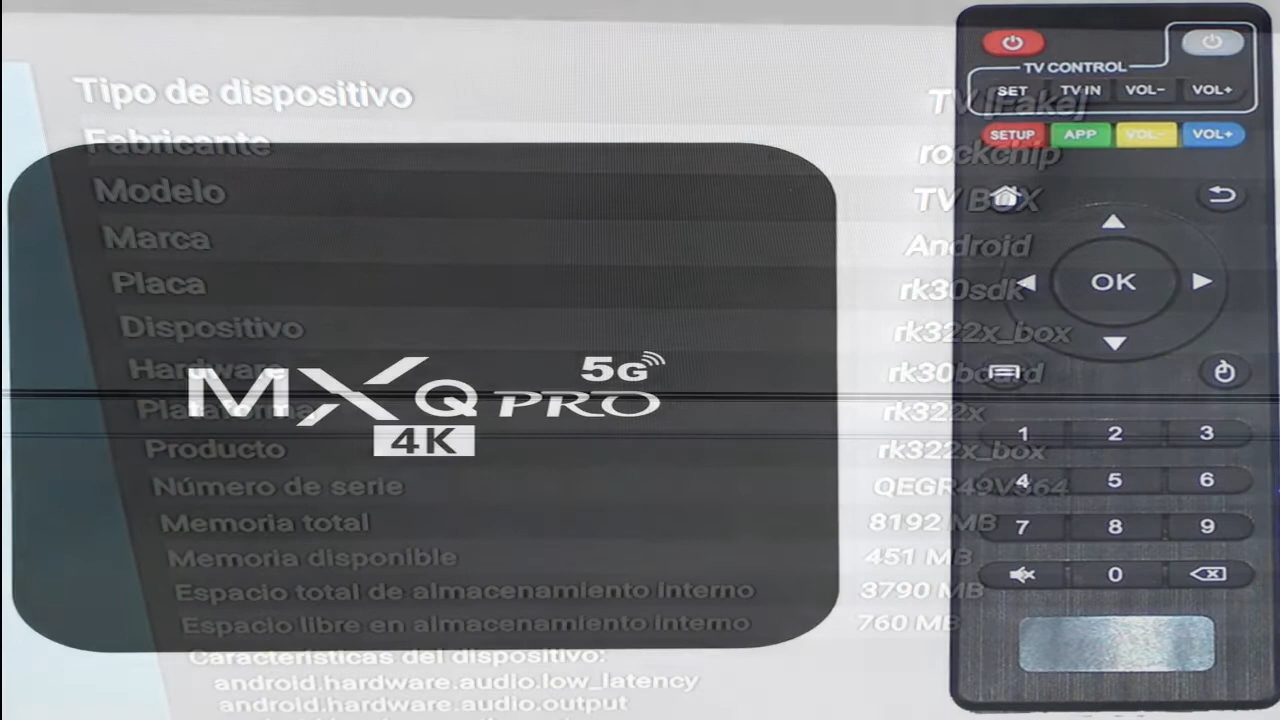 Tipo de dispositivo TV [Fake]
Fabricante rockchip
Modelo TV BOX
Marca Android
Placa rk30sdk
Dispositivo rk322x_box
Hardware rk30board
Plataforma rk322x
Producto rk322x_box
Número de serie
Memoria total 8192 MB
Memoria disponible 451 MB
Espacio total de almacenamiento interno 3790 MB
Espacio libre en almacenamiento interno 760 MB
Características del dispositivo:
android.hardware.audio.low_latency
android.hardware.audio.output
MXQ PRO 5G
4K
TV CONTROL
SET TV IN VOL- VOL+
SETUP APP VOL- VOL+
OK
1 2 3
4 5 6
7 8 9
0